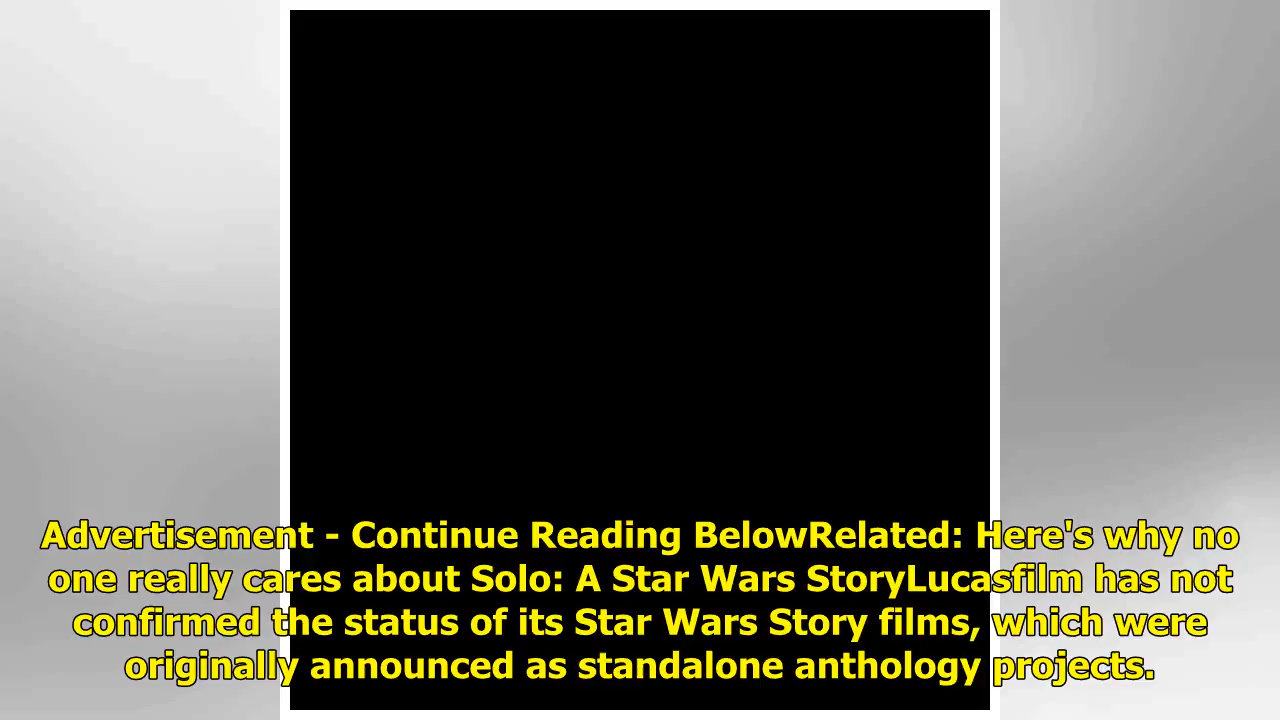 Advertisement - Continue Reading BelowRelated: Here's why no
one really cares about Solo: A Star Wars StoryLucasfilm has not
confirmed the status of its Star Wars Story films, which were
originally announced as standalone anthology projects.